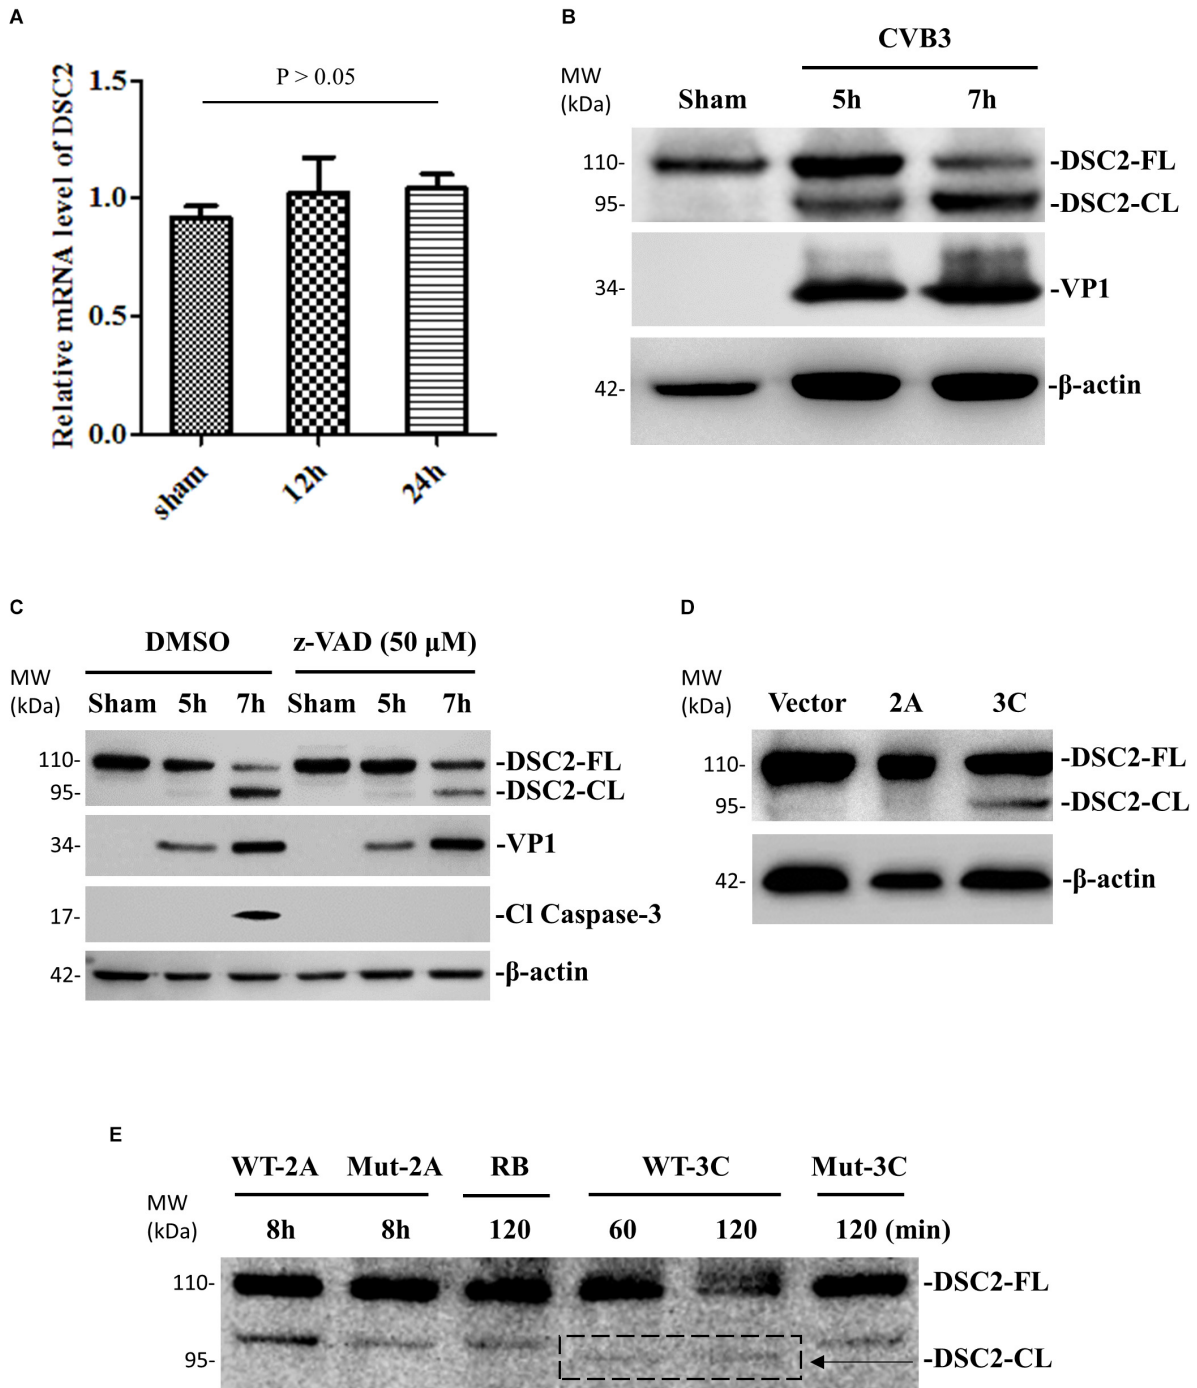 A
Relative mRNA level of DSC2
1.5
1.0
0.5
0.0
P > 0.05
sham
12h
24h
B
CVB3
MW
(kDa)
Sham 5h 7h
110- -DSC2-FL
95- -DSC2-CL
34- -VP1
42- -β-actin
C
DMSO z-VAD (50 μM)
MW
(kDa)
Sham 5h 7h Sham 5h 7h
110- -DSC2-FL
95- -DSC2-CL
34- -VP1
17- -Cl Caspase-3
42- -β-actin
D
MW
(kDa)
Vector 2A 3C
110- -DSC2-FL
95- -DSC2-CL
42- -β-actin
E
WT-2A Mut-2A RB WT-3C Mut-3C
MW
(kDa)
8h 8h 120 60 120 120 (min)
110- -DSC2-FL
95- -DSC2-CL